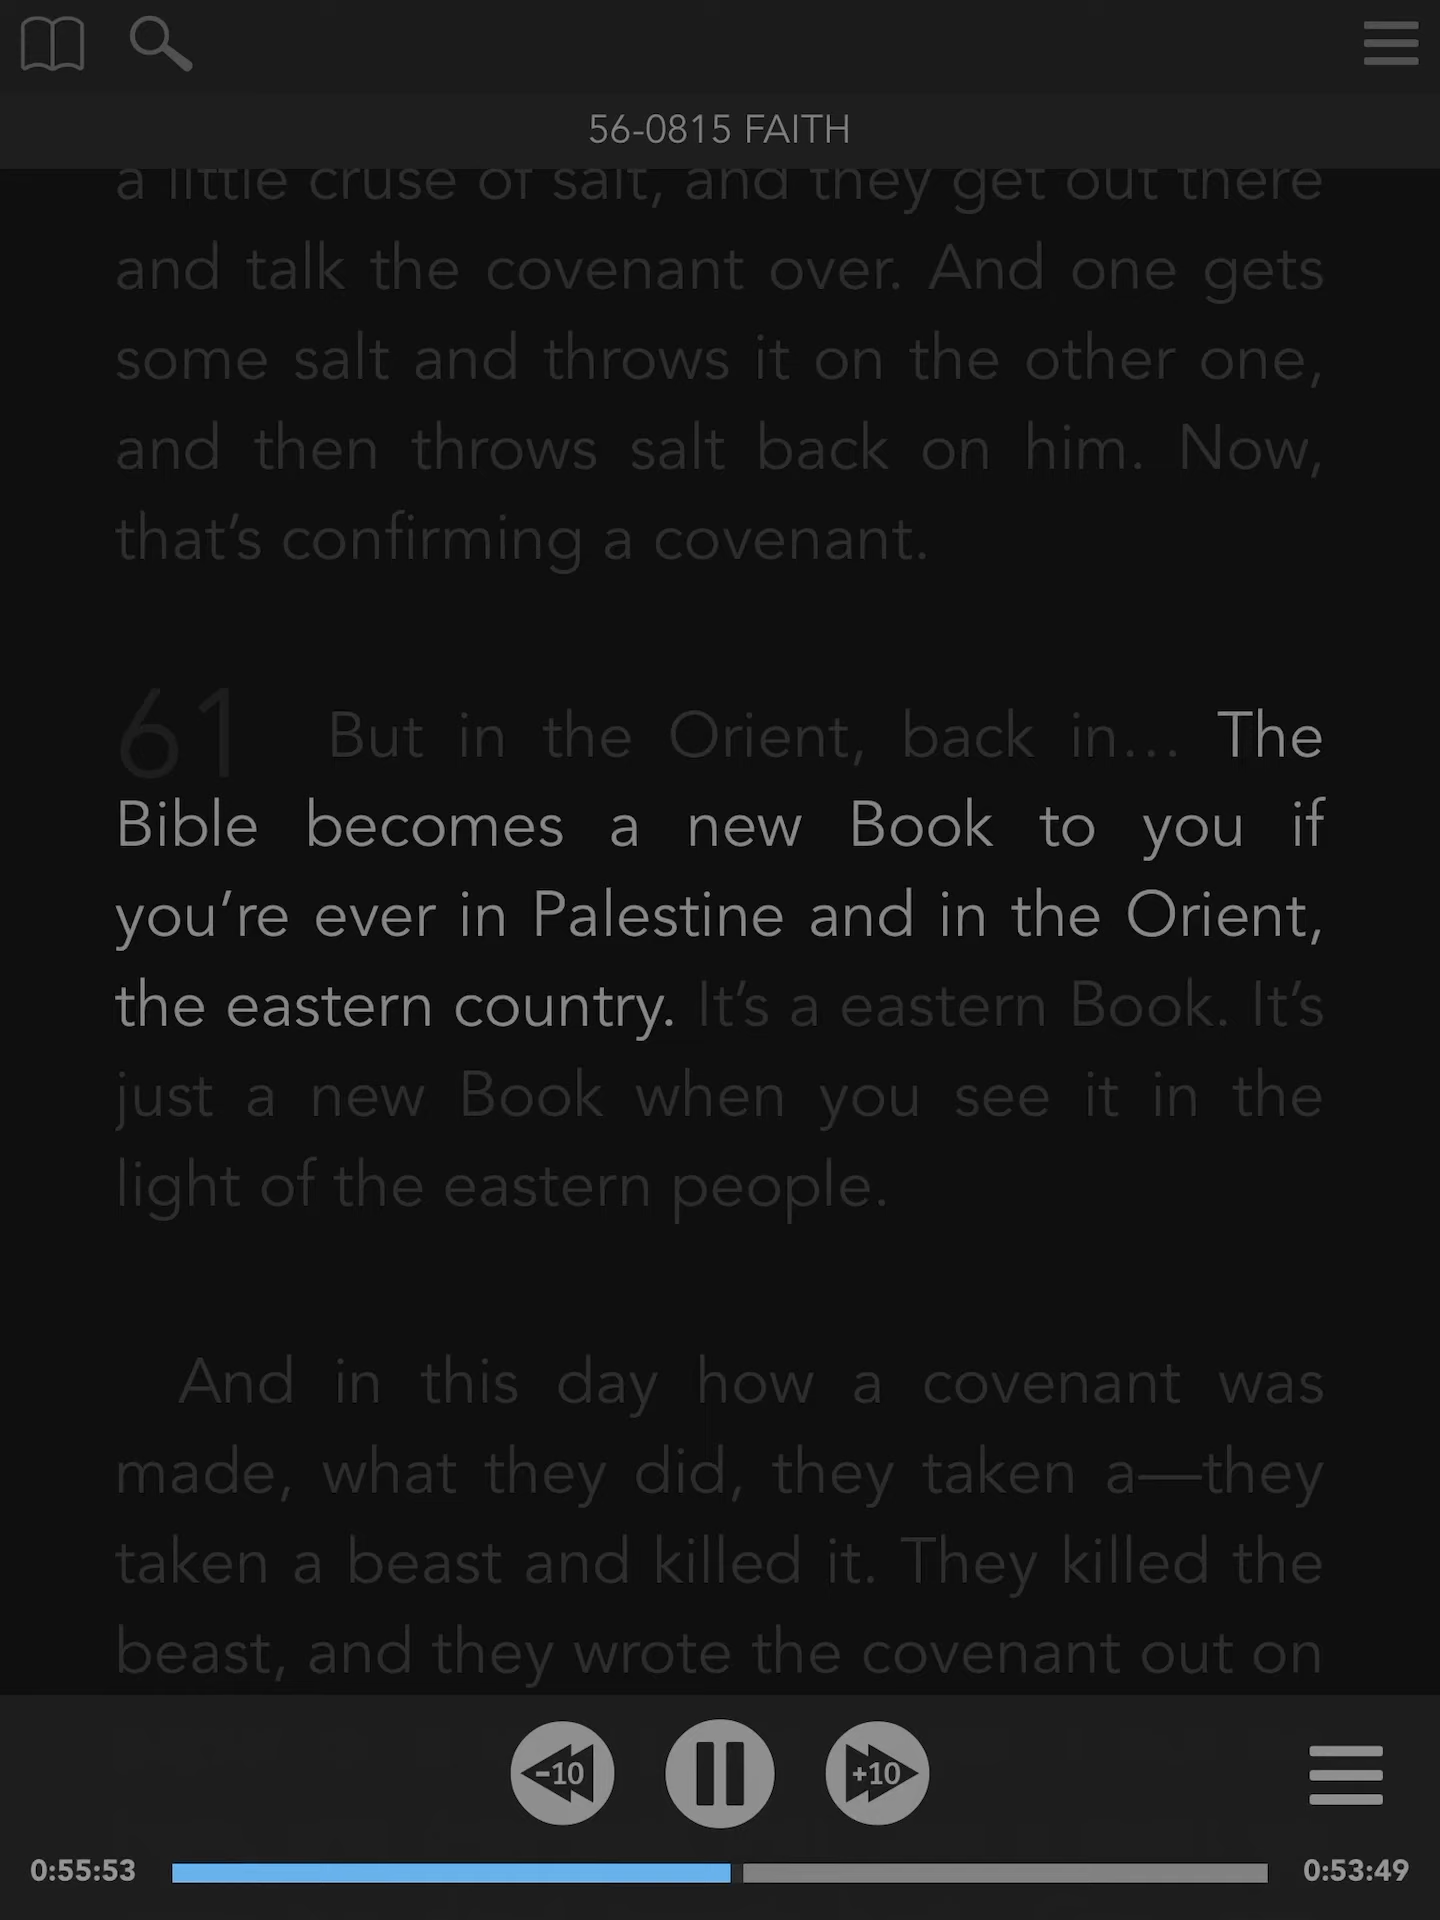 56-0815 FAITH
a little cruse of salt, and they get out there
and talk the covenant over. And one gets
some salt and throws it on the other one,
and then throws salt back on him. Now,
that’s confirming a covenant.
61 But in the Orient, back in… The
Bible becomes a new Book to you if
you’re ever in Palestine and in the Orient,
the eastern country. It’s a eastern Book. It’s
just a new Book when you see it in the
light of the eastern people.
And in this day how a covenant was
made, what they did, they taken a—they
taken a beast and killed it. They killed the
beast, and they wrote the covenant out on
-10 +10
0:55:53 0:53:49